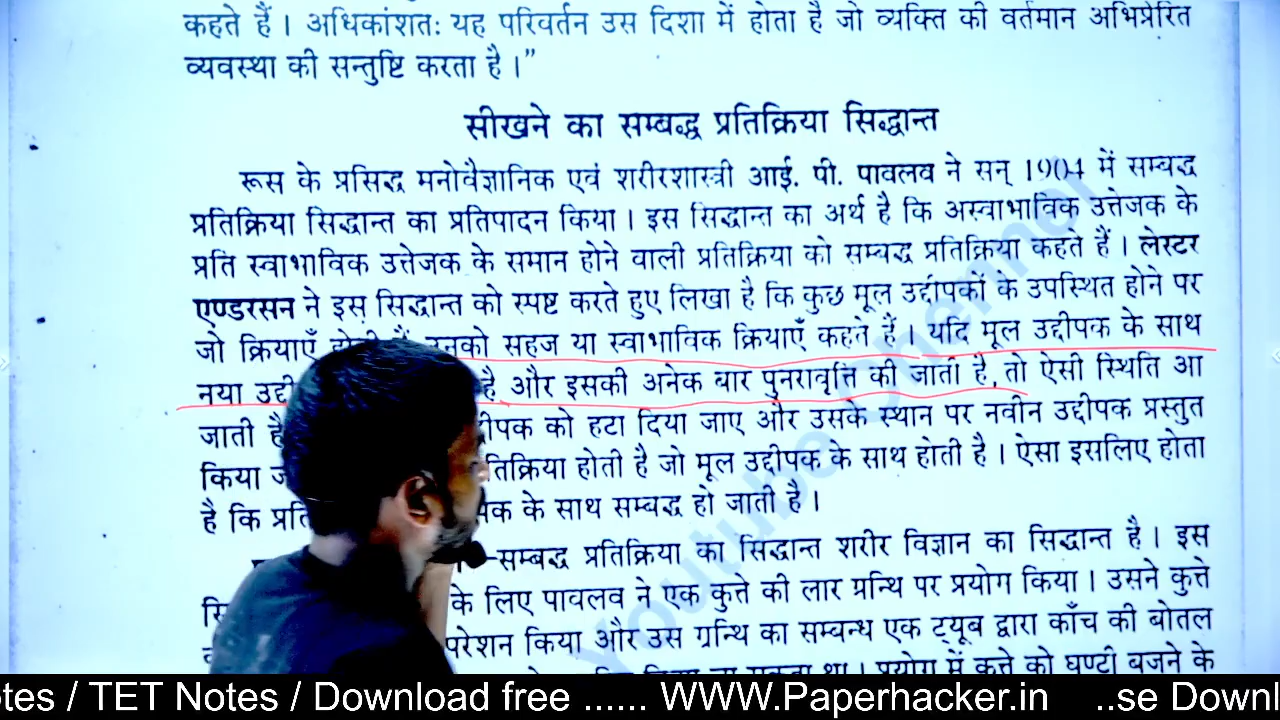 कहते हैं । अधिकांशतः यह परिवर्तन उस दिशा में होता है जो व्यक्ति की वर्तमान अभिप्रेरित
व्यवस्था की सन्तुष्टि करता है ।”
सीखने का सम्बद्ध प्रतिक्रिया सिद्धान्त
रूस के प्रसिद्ध मनोवैज्ञानिक एवं शरीरशास्त्री आई. पी. पावलव ने सन् 1904 में सम्बद्ध
प्रतिक्रिया सिद्धान्त का प्रतिपादन किया । इस सिद्धान्त का अर्थ है कि अस्वाभाविक उत्तेजक के
प्रति स्वाभाविक उत्तेजक के समान होने वाली प्रतिक्रिया को सम्बद्ध प्रतिक्रिया कहते हैं । लेस्टर
एण्डरसन ने इस सिद्धान्त को स्पष्ट करते हुए लिखा है कि कुछ मूल उद्दीपकों के उपस्थित होने पर
जो क्रियाएँ को सहज या स्वाभाविक क्रियाएँ कहते हैं । यदि मूल उद्दीपक के साथ
नया है और इसकी अनेक बार पुनरावृत्ति की जाती है, तो ऐसी स्थिति आ
जाती को हटा दिया जाए और उसके स्थान पर नवीन उद्दीपक प्रस्तुत
किया होती है जो मूल उद्दीपक के साथ होती है । ऐसा इसलिए होता
है कि के साथ सम्बद्ध हो जाती है ।
-सम्बद्ध प्रतिक्रिया का सिद्धान्त शरीर विज्ञान का सिद्धान्त है । इस
के लिए पावलव ने एक कुत्ते की लार ग्रन्थि पर प्रयोग किया । उसने कुत्ते
परेशन किया और उस ग्रन्थि का सम्बन्ध एक ट्यूब द्वारा काँच की बोतल
था । प्रयोग में कुत्ते को घण्टी बजने के
Youtube Channel
otes / TET Notes / Download free ...... WWW.Paperhacker.in ..se Downl